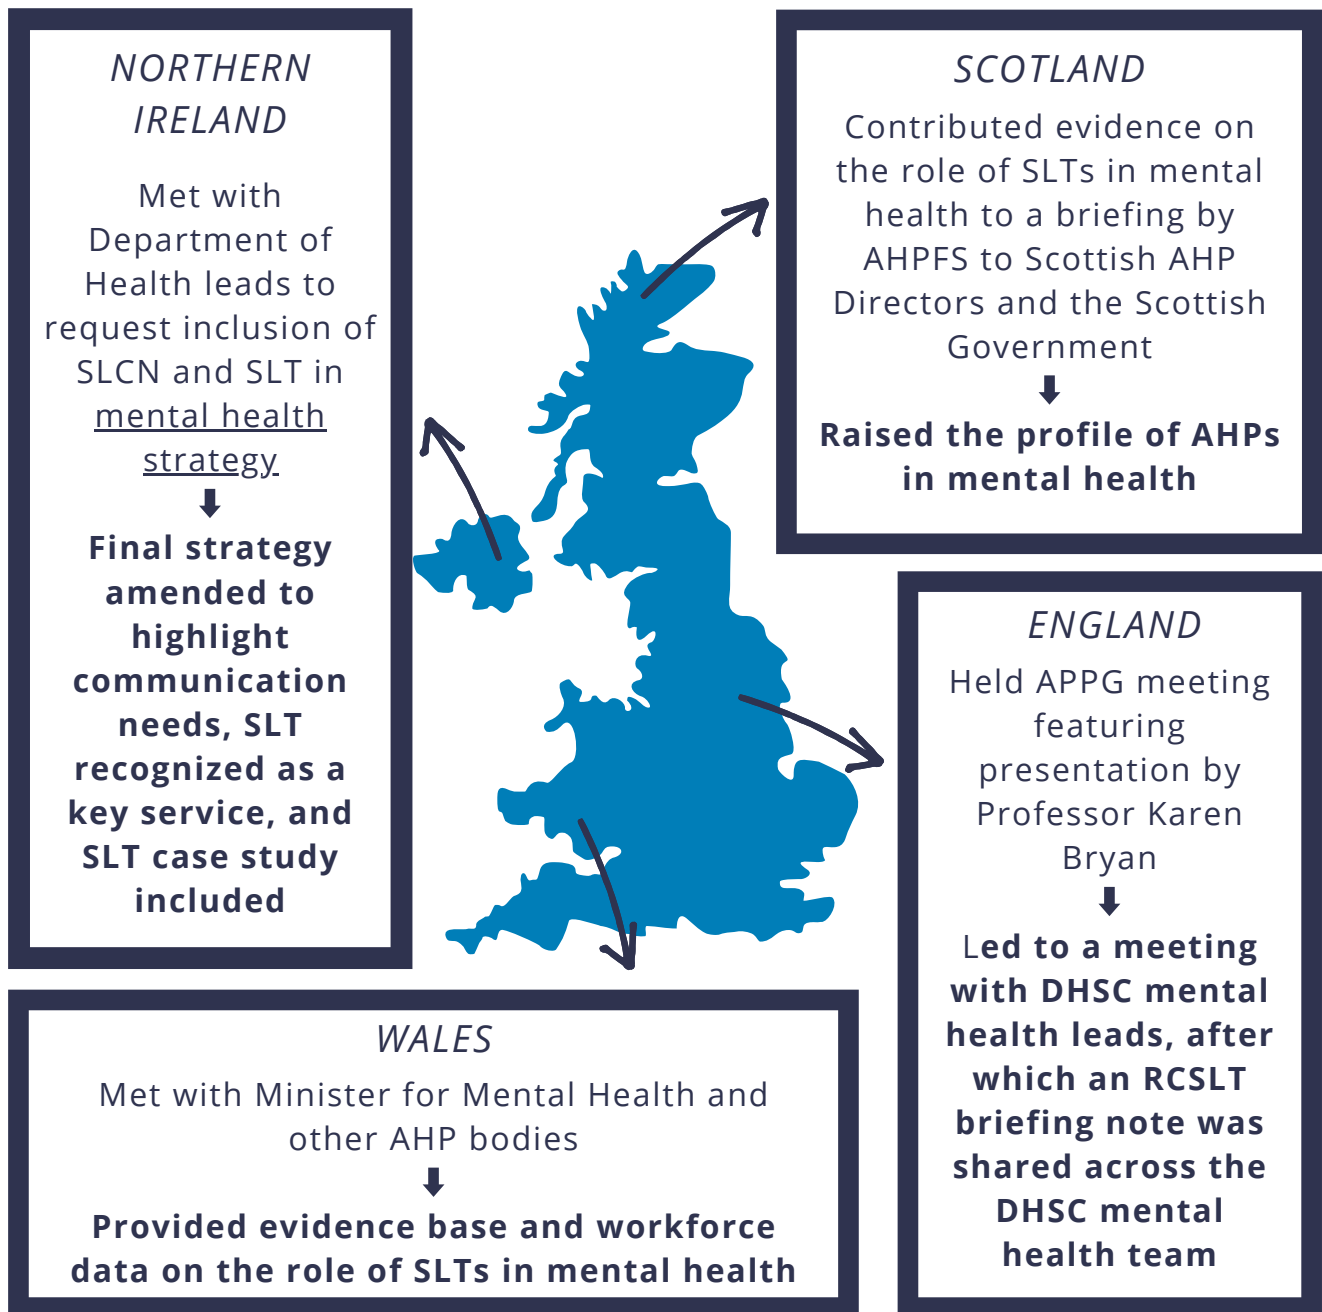 NORTHERN
IRELAND
Met with
Department of
Health leads to
request inclusion of
SLCN and SLT in
mental health
strategy
Final strategy
amended to
highlight
communication
needs, SLT
recognized as a
key service, and
SLT case study
included
SCOTLAND
Contributed evidence on
the role of SLTs in mental
health to a briefing by
AHPFS to Scottish AHP
Directors and the Scottish
Government
Raised the profile of AHPs
in mental health
ENGLAND
Held APPG meeting
featuring
presentation by
Professor Karen
Bryan
Led to a meeting
with DHSC mental
health leads, after
which an RCSLT
briefing note was
shared across the
DHSC mental
health team
WALES
Met with Minister for Mental Health and
other AHP bodies
Provided evidence base and workforce
data on the role of SLTs in mental health